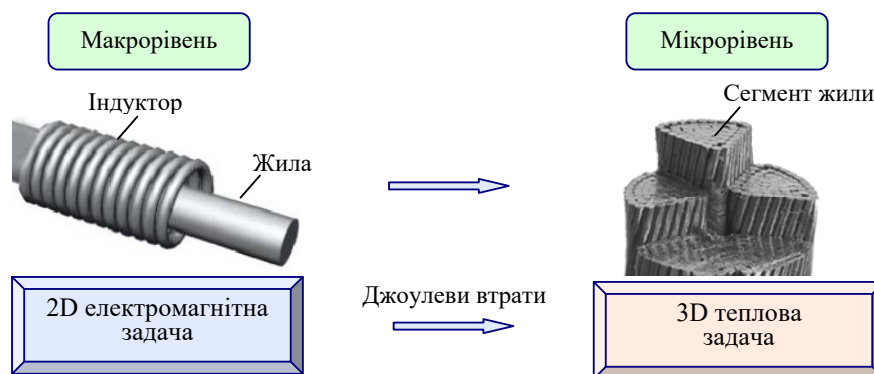 Макрорівень
Мікрорівень
Індуктор
Сегмент жили
Жила
Джоулеви втрати
2D електромагнітна
задача
3D теплова
задача